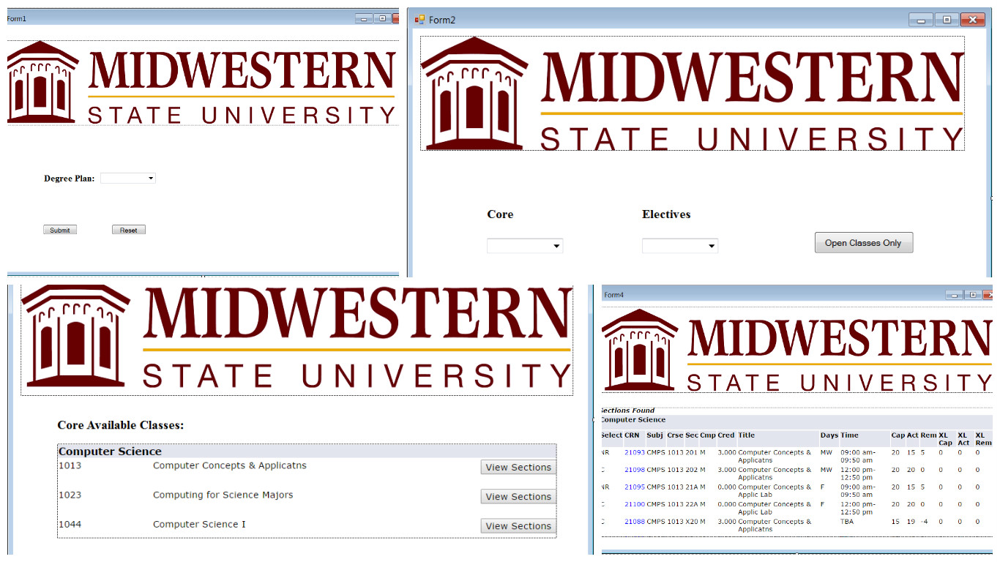 Form1
MIDWESTERN
STATE UNIVERSITY
Degree Plan:
Submit Reset
Form2
MIDWESTERN
STATE UNIVERSITY
Core Electives
Open Classes Only
MIDWESTERN
STATE UNIVERSITY
Core Available Classes:
Computer Science
1013 Computer Concepts & Applicatns View Sections
1023 Computing for Science Majors View Sections
1044 Computer Science I View Sections
Form4
MIDWESTERN
STATE UNIVERSITY
Sections Found
Computer Science
Select CRN Subj Crse Sec Cmp Cred Title Days Time Cap Act Rem XL XL XL
Cap Act Rem
NR 21093 CMPS 1013 201 M 3.000 Computer Concepts & MW 09:00 am- 20 15 5 0 0 0
Applicatns 09:50 am
C 21098 CMPS 1013 202 M 3.000 Computer Concepts & MW 12:00 pm- 20 20 0 0 0 0
Applicatns 12:50 pm
NR 21095 CMPS 1013 21A M 0.000 Computer Concepts & F 09:00 am- 20 15 5 0 0 0
Applic Lab 09:50 am
C 21100 CMPS 1013 22A M 0.000 Computer Concepts & F 12:00 pm- 20 20 0 0 0 0
Applic Lab 12:50 pm
C 21088 CMPS 1013 X20 M 3.000 Computer Concepts & TBA 15 19 -4 0 0 0
Applicatns